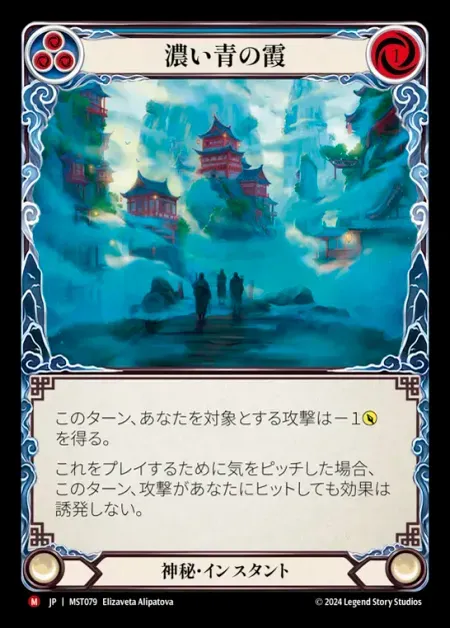 濃い青の霞
1
このターン、あなたを対象とする攻撃は－1
を得る。
これをプレイするために気をピッチした場合、
このターン、攻撃があなたにヒットしても効果は
誘発しない。
神秘・インスタント
M JP | MST079 Elizaveta Alipatova
© 2024 Legend Story Studios